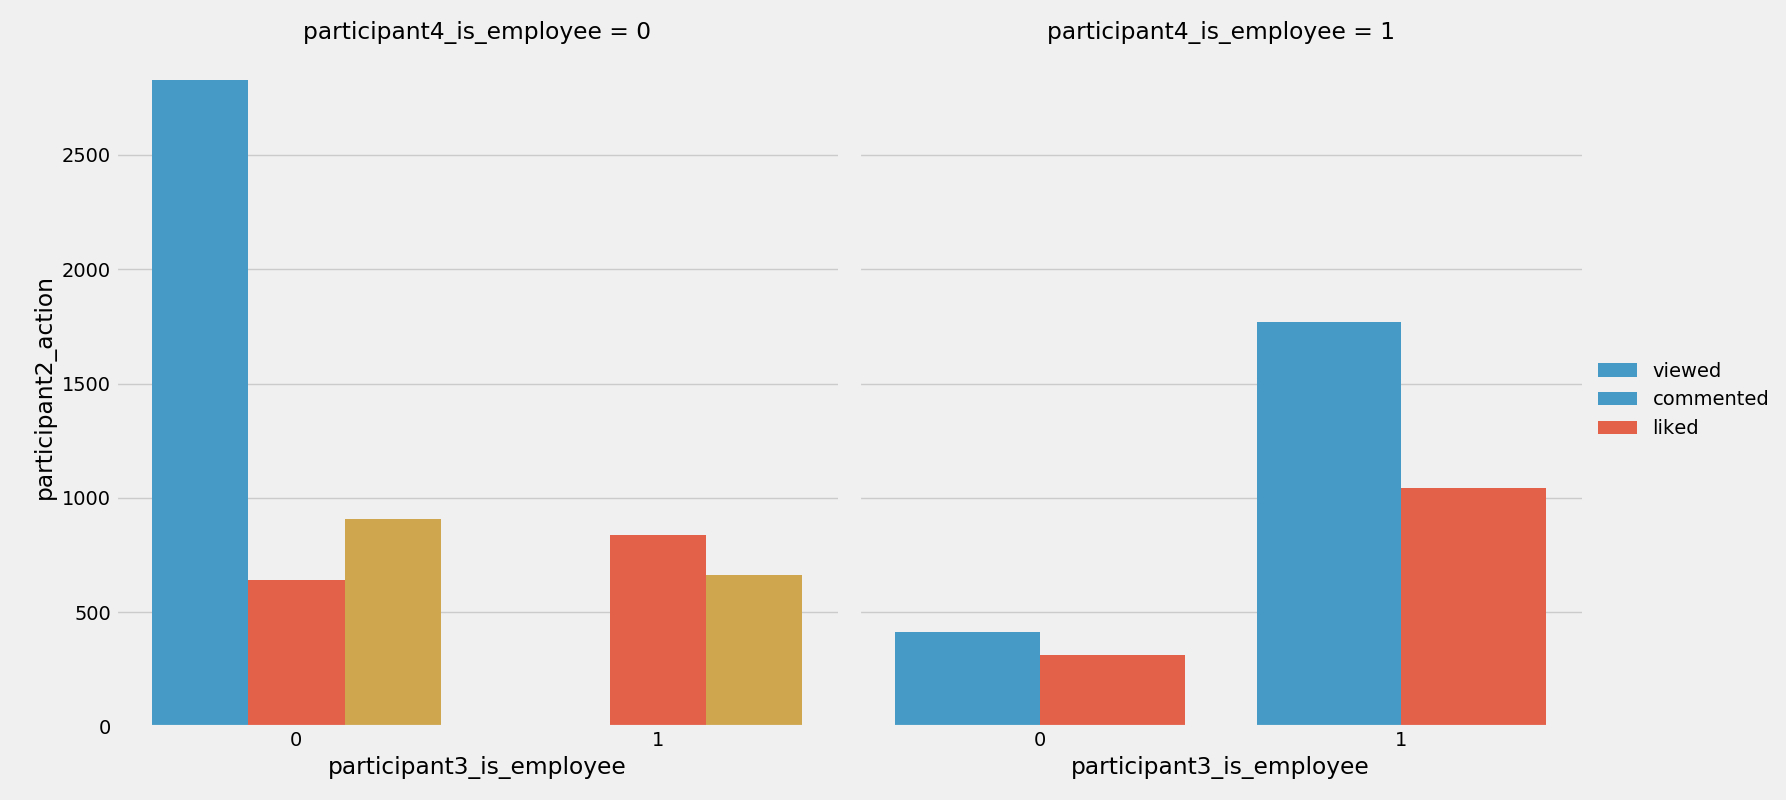 participant4_is_employee = 0
participant4_is_employee = 1
participant2_action
2500
2000
1500
1000
500
0
0
1
0
1
participant3_is_employee
participant3_is_employee
viewed
commented
liked